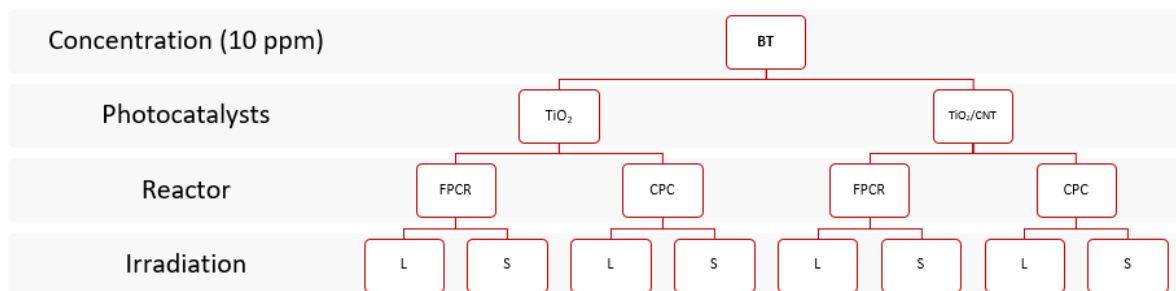 Concentration (10 ppm)
BT
Photocatalysts
TiO₂
TiO₂/CNT
Reactor
FPCR
CPC
FPCR
CPC
Irradiation
L
S
L
S
L
S
L
S